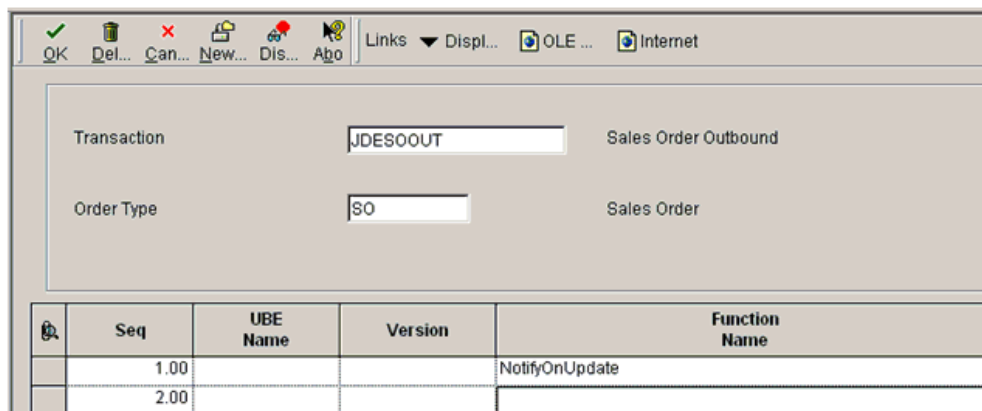 OK Del... Can... New... Dis... Abo Links Displ... OLE ... Internet
Transaction JDESOOUT Sales Order Outbound
Order Type SO Sales Order
Seq UBE Name Version Function Name
1.00 NotifyOnUpdate
2.00